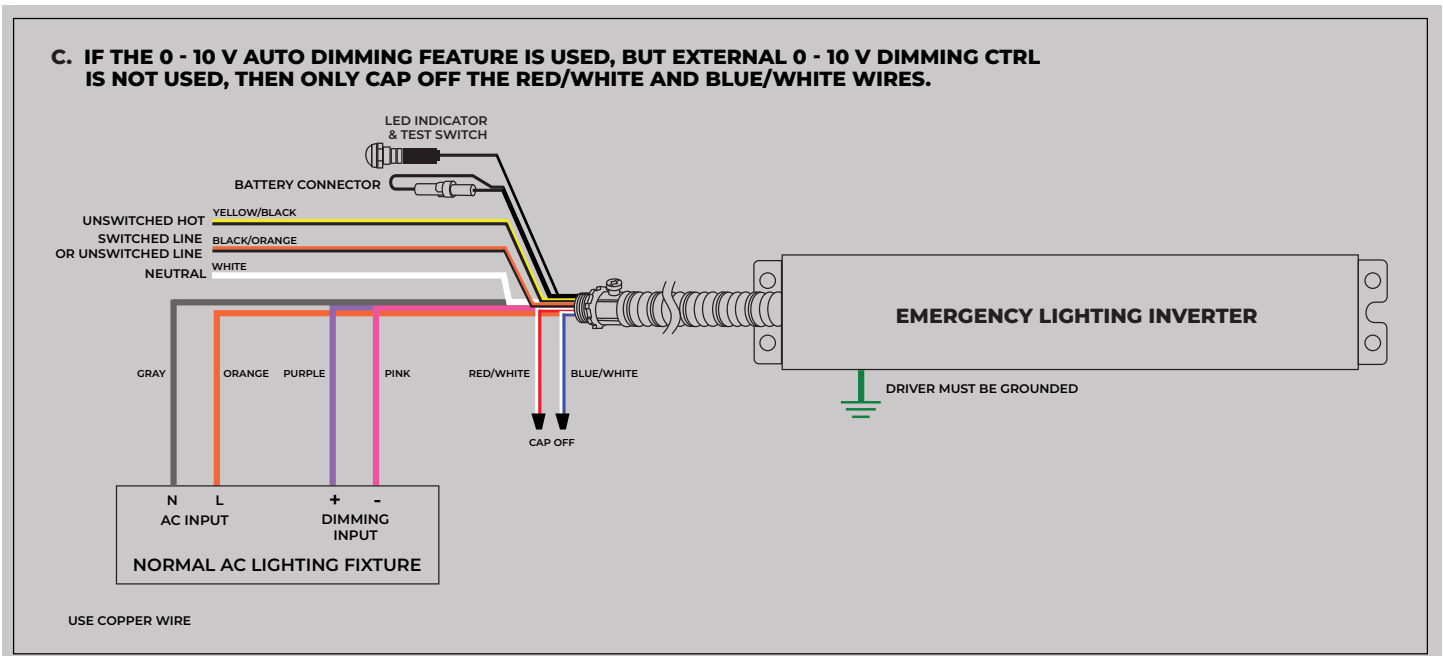 C. IF THE 0 - 10 V AUTO DIMMING FEATURE IS USED, BUT EXTERNAL 0 - 10 V DIMMING CTRL
IS NOT USED, THEN ONLY CAP OFF THE RED/WHITE AND BLUE/WHITE WIRES.
LED INDICATOR
& TEST SWITCH
BATTERY CONNECTOR
UNSWITCHED HOT
YELLOW/BLACK
SWITCHED LINE
OR UNSWITCHED LINE
BLACK/ORANGE
NEUTRAL
WHITE
EMERGENCY LIGHTING INVERTER
GRAY
ORANGE
PURPLE
PINK
RED/WHITE
BLUE/WHITE
DRIVER MUST BE GROUNDED
CAP OFF
N L + -
AC INPUT
DIMMING
INPUT
NORMAL AC LIGHTING FIXTURE
USE COPPER WIRE